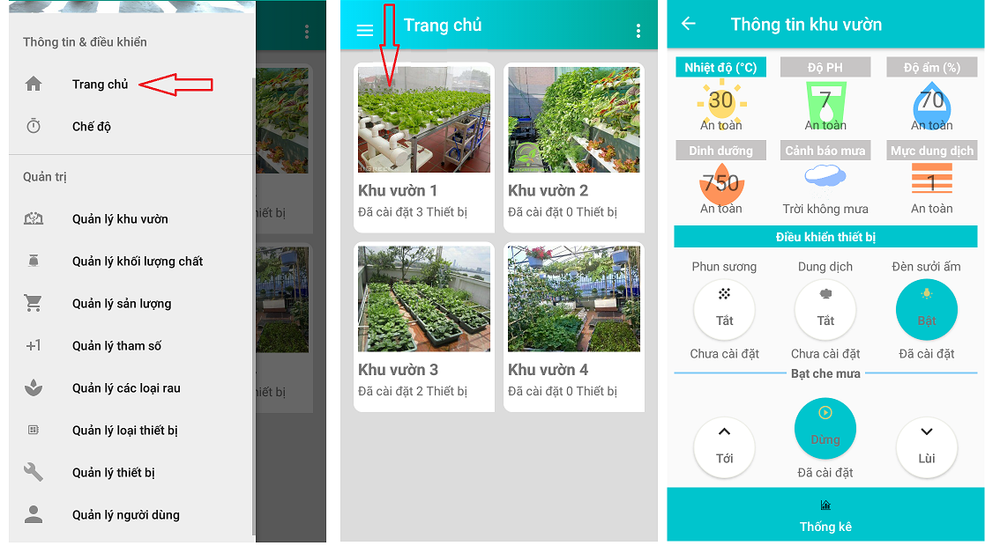 Thông tin & điều khiển
Trang chủ
Chế độ
Quản trị
Quản lý khu vườn
Quản lý khối lượng chất
Quản lý sản lượng
+1
Quản lý tham số
Quản lý các loại rau
Quản lý loại thiết bị
Quản lý thiết bị
Quản lý người dùng
hiết bị
hiết bị
Trang chủ
Khu vườn 1
Đã cài đặt 3 Thiết bị
Khu vườn 2
Đã cài đặt 0 Thiết bị
Khu vườn 3
Đã cài đặt 2 Thiết bị
Khu vườn 4
Đã cài đặt 0 Thiết bị
Thông tin khu vườn
Nhiệt độ (°C)
Độ PH
Độ ẩm (%)
30
7
70
An toàn
An toàn
An toàn
Dinh dưỡng
Cảnh báo mưa
Mực dung dịch
750
1
An toàn
Trời không mưa
An toàn
Điều khiển thiết bị
Phun sương
Dung dịch
Đèn sưởi ấm
Tắt
Tắt
Bật
Chưa cài đặt
Chưa cài đặt
Đã cài đặt
Bạt che mưa
Tới
Dừng
Lùi
Đã cài đặt
Thống kê